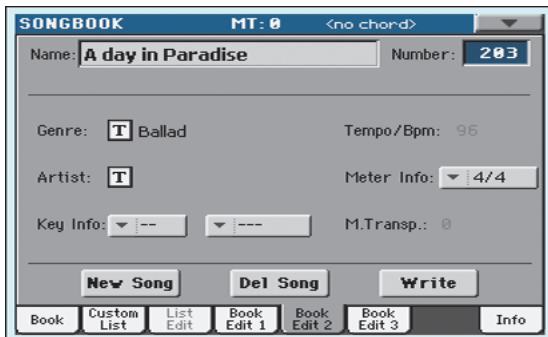 SONGBOOK MT:0 <no chord>
Name: A day in Paradise Number: 203
Genre: T Ballad Tempo/Bpm: 96
Artist: T Meter Info: 4/4
Key Info: -- --- M.Transp.: 0
New Song Del Song Write
Book Custom List List Edit Book Edit 1 Book Edit 2 Book Edit 3 Info